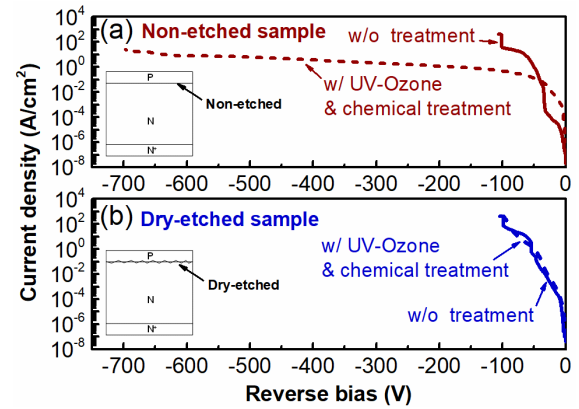 Current density (A/cm²)
10⁴
10²
10⁰
10⁻²
10⁻⁴
10⁻⁶
10⁻⁸
(a) Non-etched sample
w/o treatment
w/ UV-Ozone
& chemical treatment
P
Non-etched
N
N⁺
-700 -600 -500 -400 -300 -200 -100 0
10⁴
10²
10⁰
10⁻²
10⁻⁴
10⁻⁶
10⁻⁸
(b) Dry-etched sample
w/ UV-Ozone
& chemical treatment
w/o treatment
P
Dry-etched
N
N⁺
-700 -600 -500 -400 -300 -200 -100 0
Reverse bias (V)